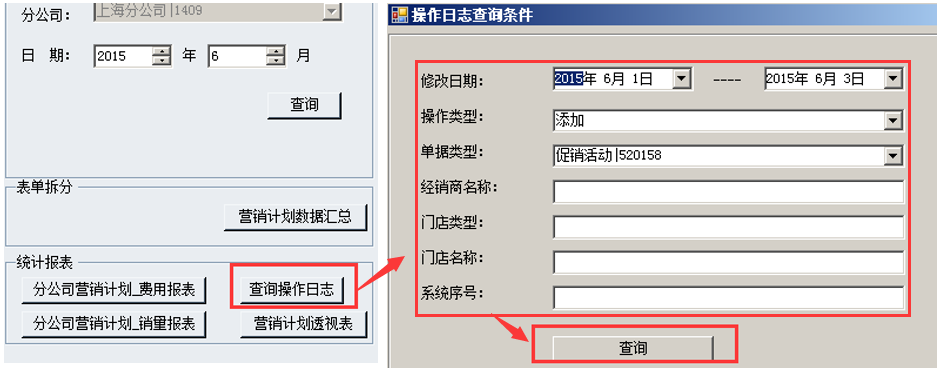 分公司: 上海分公司|1409
日 期: 2015 年 6 月
查询
表单拆分
营销计划数据汇总
统计报表
分公司营销计划_费用报表 查询操作日志
分公司营销计划_销量报表 营销计划透视表
操作日志查询条件
修改日期: 2015年 6月 1日 ---- 2015年 6月 3日
操作类型: 添加
单据类型: 促销活动|520158
经销商名称:
门店类型:
门店名称:
系统序号:
查询